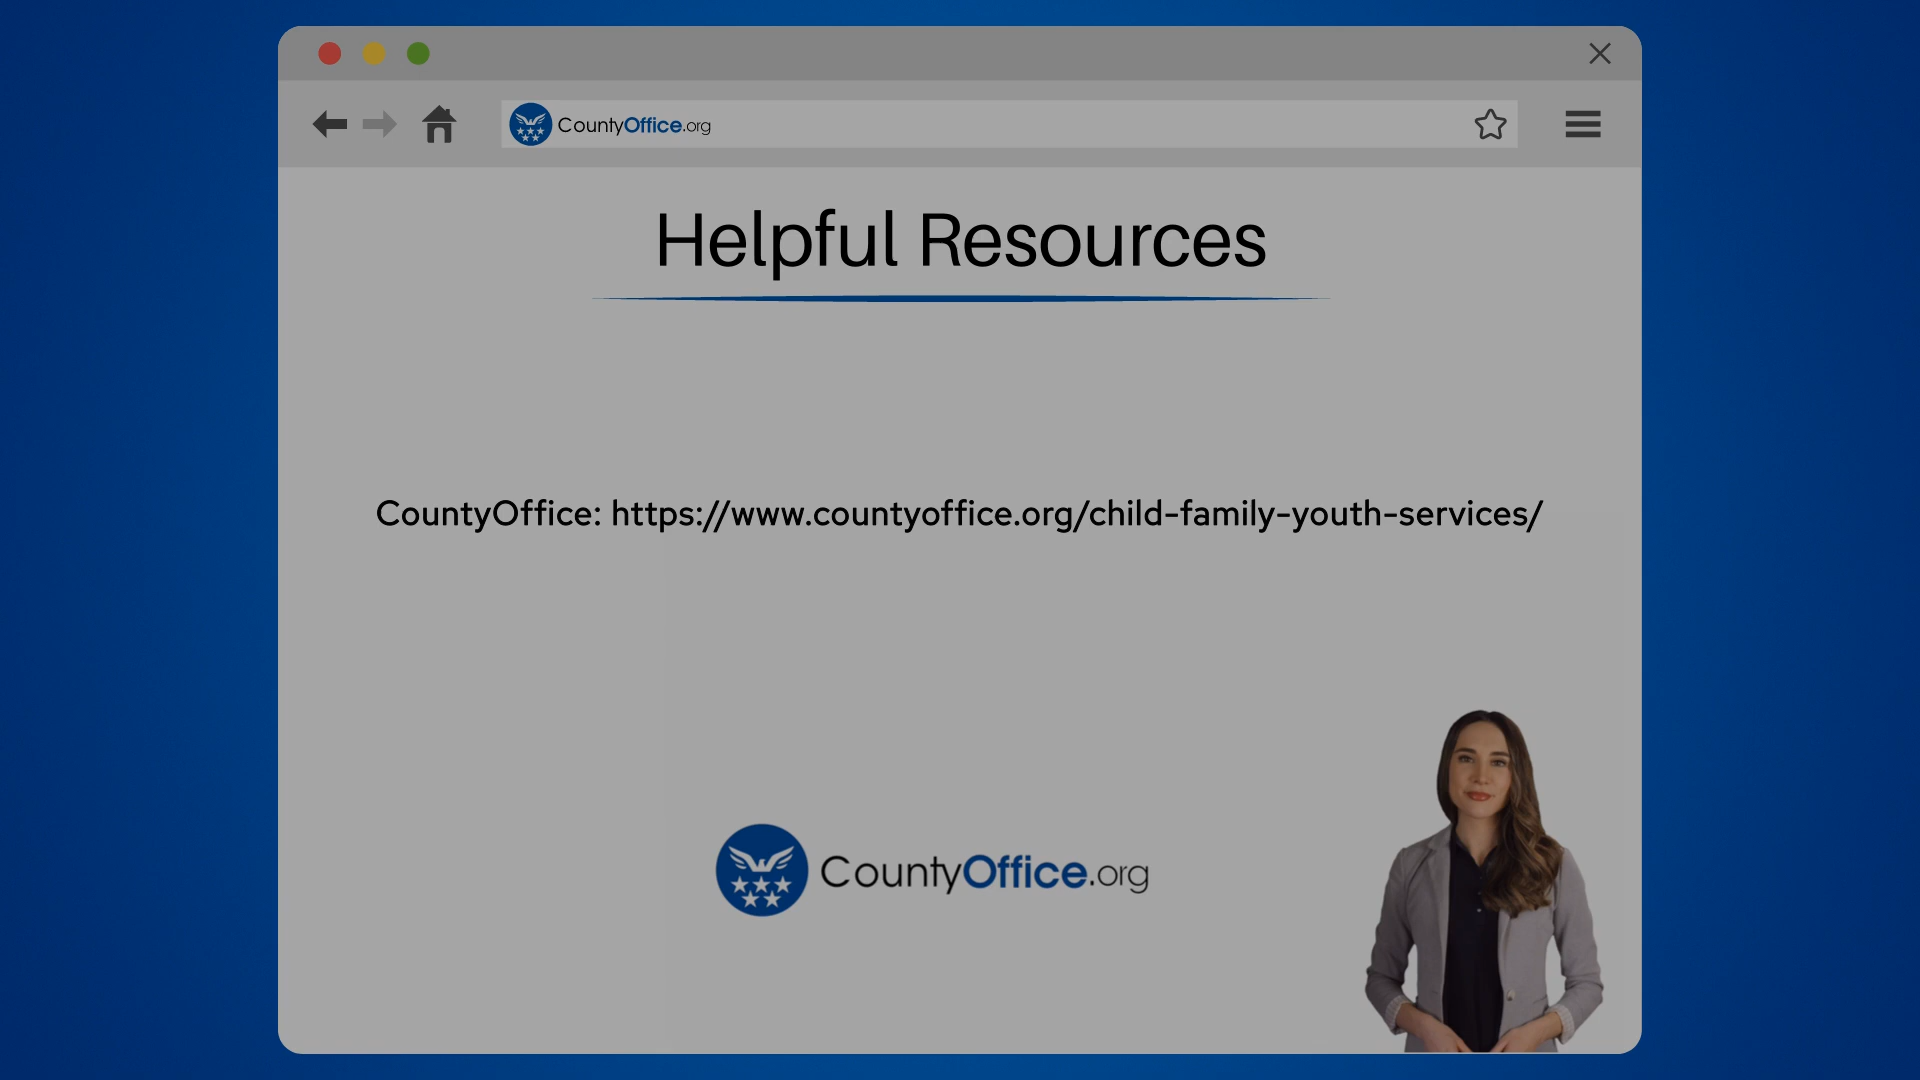 CountyOffice.org
Helpful Resources
CountyOffice: https://www.countyoffice.org/child-family-youth-services/
CountyOffice.org